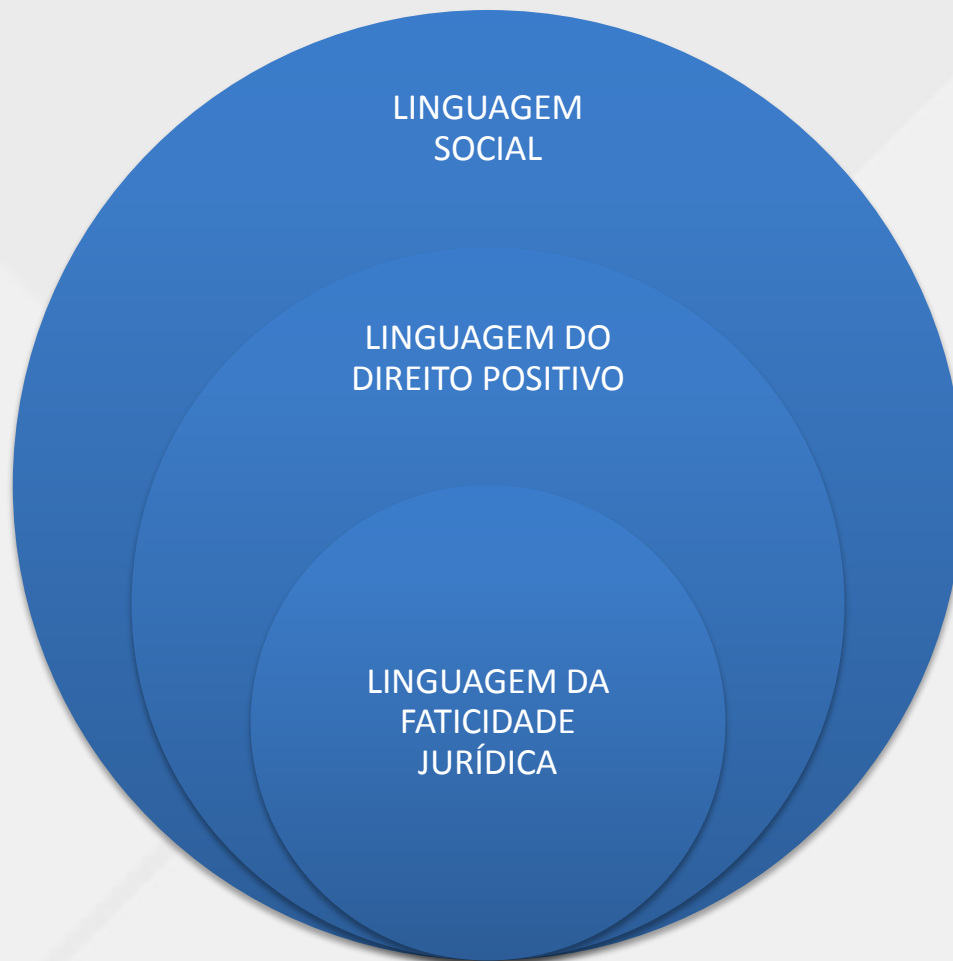 LINGUAGEM
SOCIAL
LINGUAGEM DO
DIREITO POSITIVO
LINGUAGEM DA
FATICIDADE
JURÍDICA